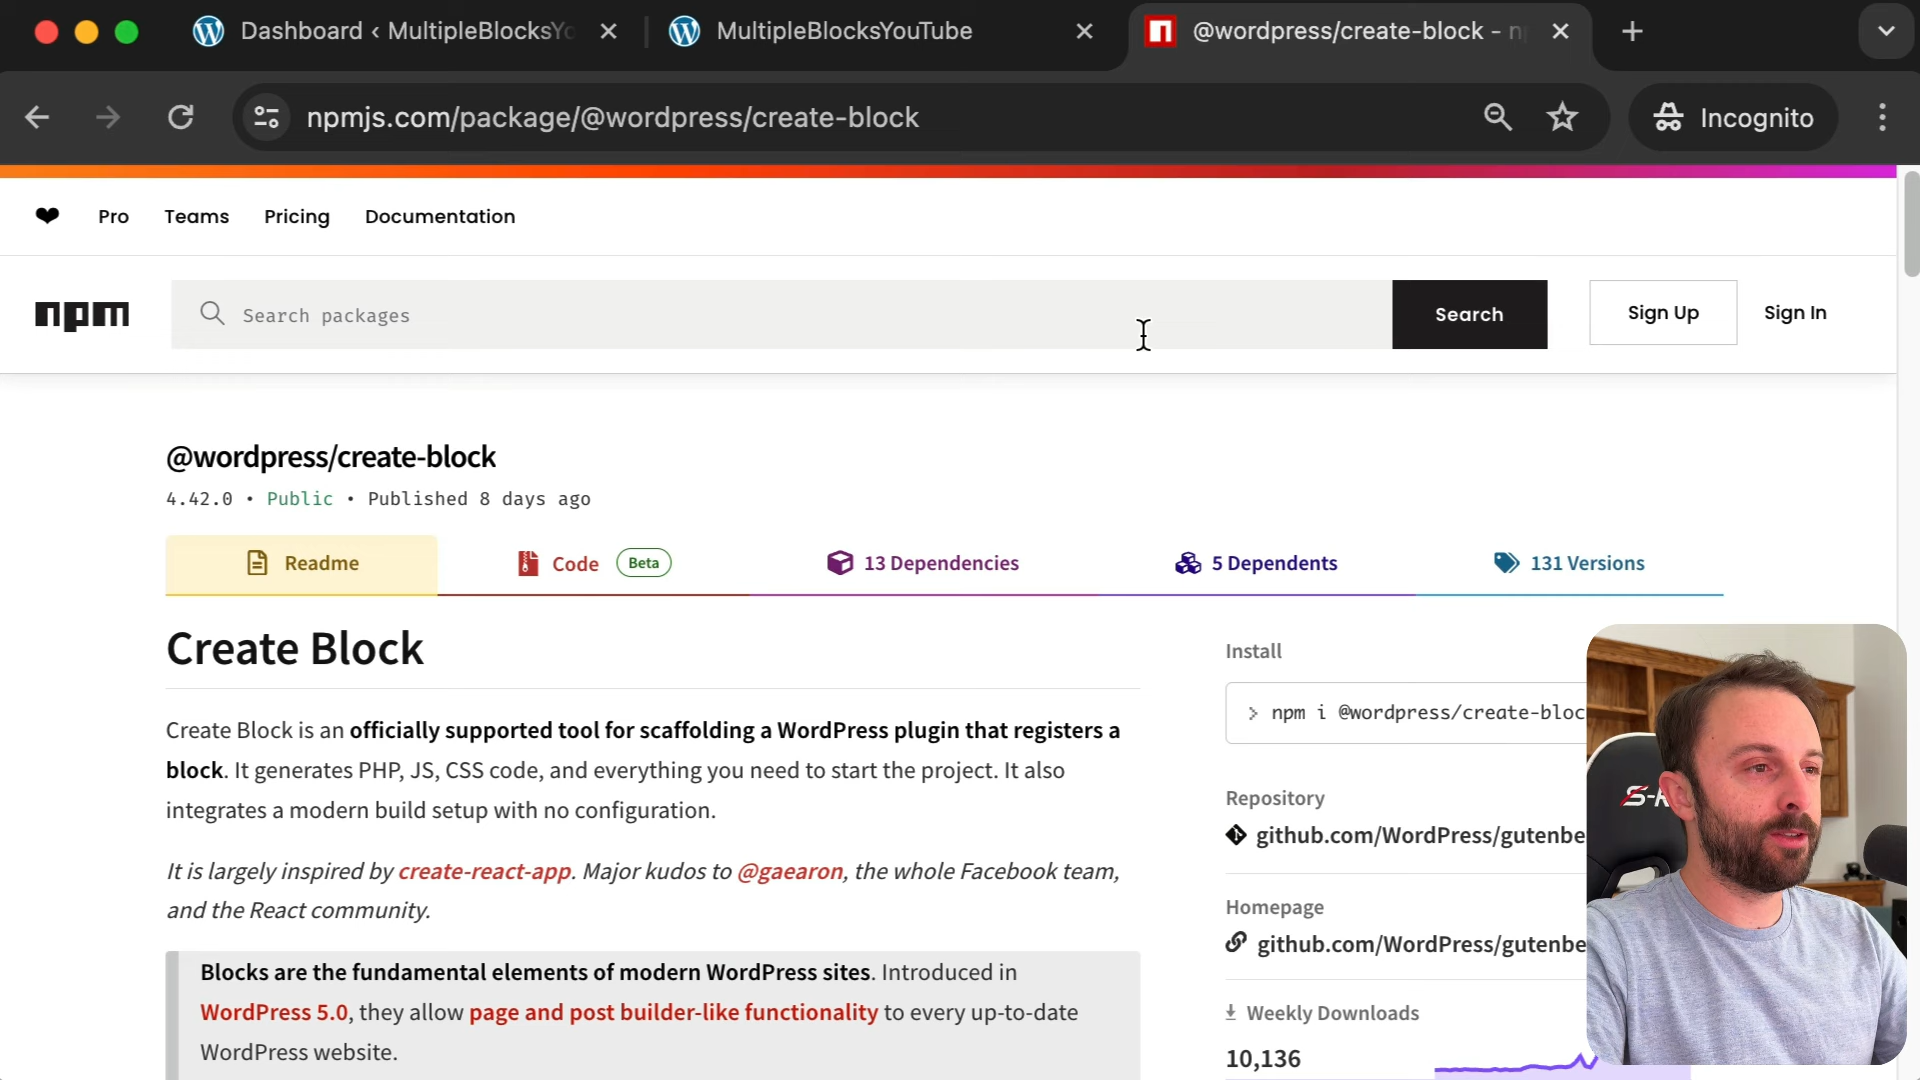 Dashboard ‹ MultipleBlocksYo
MultipleBlocksYouTube
@wordpress/create-block - n
npmjs.com/package/@wordpress/create-block
Incognito
Pro
Teams
Pricing
Documentation
npm
Search packages
Search
Sign Up
Sign In
@wordpress/create-block
4.42.0 • Public • Published 8 days ago
Readme
Code
Beta
13 Dependencies
5 Dependents
131 Versions
Create Block
Create Block is an officially supported tool for scaffolding a WordPress plugin that registers a
block. It generates PHP, JS, CSS code, and everything you need to start the project. It also
integrates a modern build setup with no configuration.
It is largely inspired by create-react-app. Major kudos to @gaearon, the whole Facebook team,
and the React community.
Blocks are the fundamental elements of modern WordPress sites. Introduced in
WordPress 5.0, they allow page and post builder-like functionality to every up-to-date
WordPress website.
Install
> npm i @wordpress/create-bloc
Repository
github.com/WordPress/gutenbe
Homepage
github.com/WordPress/gutenbe
Weekly Downloads
10,136